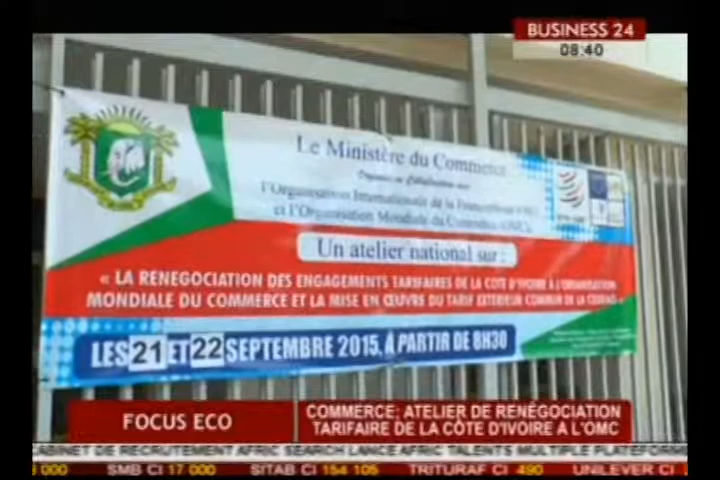 BUSINESS 24
08:40
Le Ministère du Commerce
l'Organisation Internationale de la Francophonie
et l'Organisation Mondiale du Commerce
Un atelier national sur :
« LA RENEGOCIATION DES ENGAGEMENTS TARIFAIRES DE LA COTE D'IVOIRE A L'ORGANISATION
MONDIALE DU COMMERCE ET LA MISE EN ŒUVRE DU TARIF EXTERIEUR COMMUN DE LA CEDEAO
LES 21 ET 22 SEPTEMBRE 2015, A PARTIR DE 8H30
FOCUS ECO
COMMERCE; ATELIER DE RENÉGOCIATION
TARIFAIRE DE LA CÔTE D'IVOIRE A L'OMC
CABINET DE RECRUTEMENT AFRIC SEARCH LANCE AFRIC TALENTS MULTIPLE PLATEFORM
000 SMB CI 17 000 SITAB CI 154 105 TRITURAF CI 490 UNILEVER CI